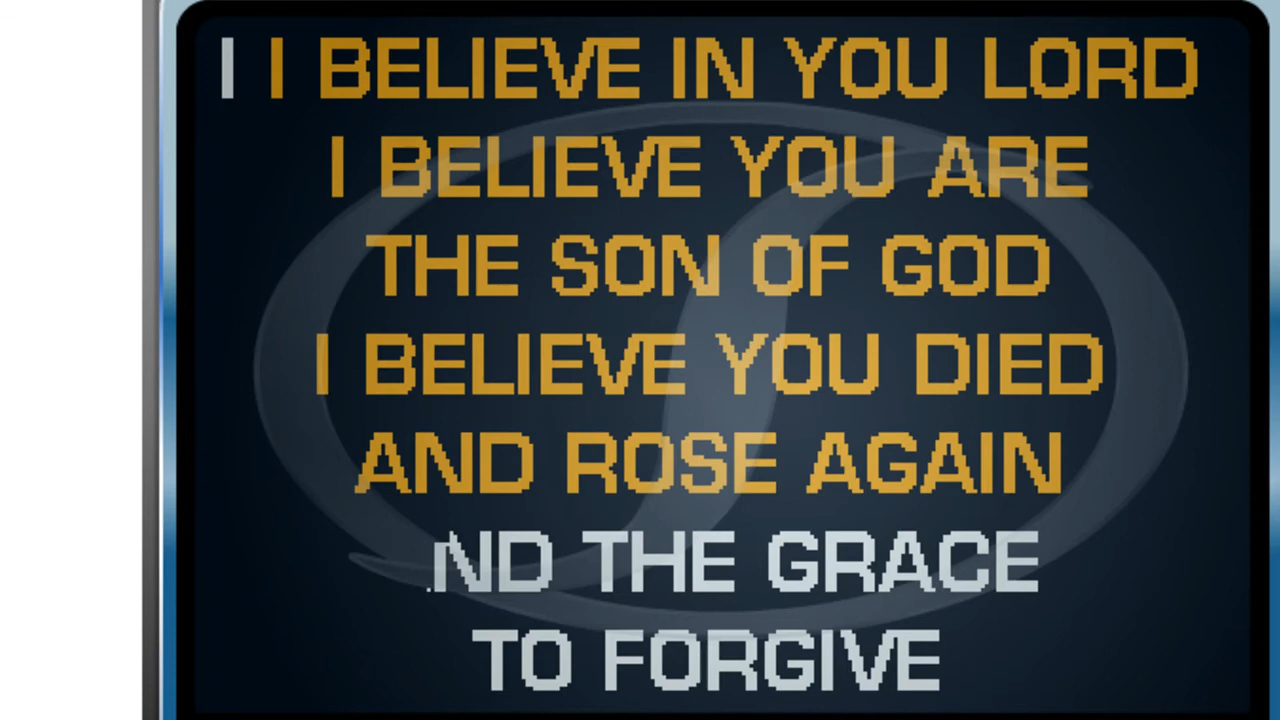 I I BELIEVE IN YOU LORD
I BELIEVE YOU ARE
THE SON OF GOD
I BELIEVE YOU DIED
AND ROSE AGAIN
ND THE GRACE
TO FORGIVE